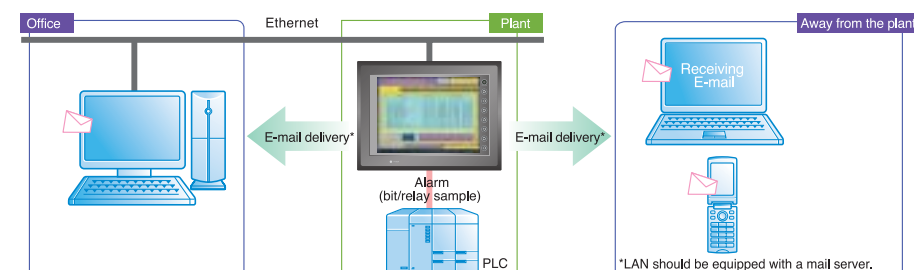 Office
Ethernet
Plant
Away from the plant
Receiving
E-mail
E-mail delivery*
E-mail delivery*
Alarm
(bit/relay sample)
PLC
*LAN should be equipped with a mail server.